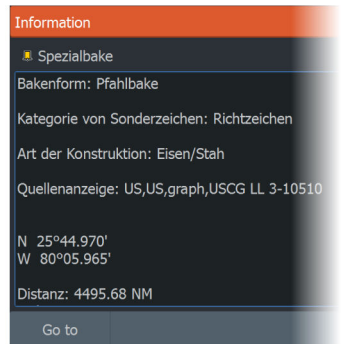 Information
Spezialbake
Bakenform: Pfahlbake
Kategorie von Sonderzeichen: Richtzeichen
Art der Konstruktion: Eisen/Stah
Quellenanzeige: US,US,graph,USCG LL 3-10510
N 25°44.970'
W 80°05.965'
Distanz: 4495.68 NM
Go to